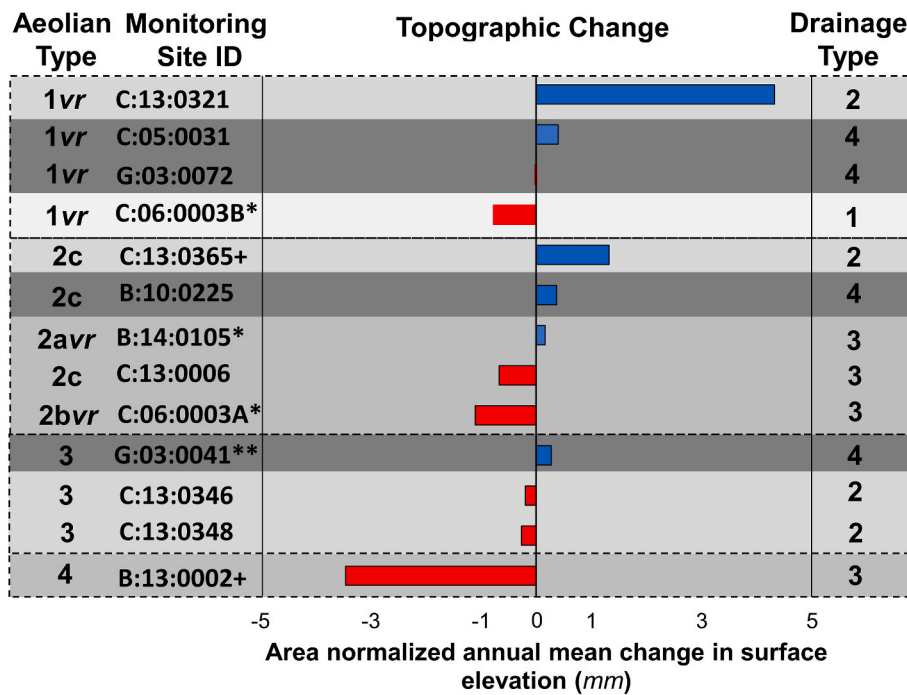 Aeolian Type Monitoring Site ID Topographic Change Drainage Type
1vr C:13:0321 2
1vr C:05:0031 4
1vr G:03:0072 4
1vr C:06:0003B* 1
2c C:13:0365+ 2
2c B:10:0225 4
2avr B:14:0105* 3
2c C:13:0006 3
2bvr C:06:0003A* 3
3 G:03:0041** 4
3 C:13:0346 2
3 C:13:0348 2
4 B:13:0002+ 3
-5 -3 -1 0 1 3 5
Area normalized annual mean change in surface
elevation (mm)